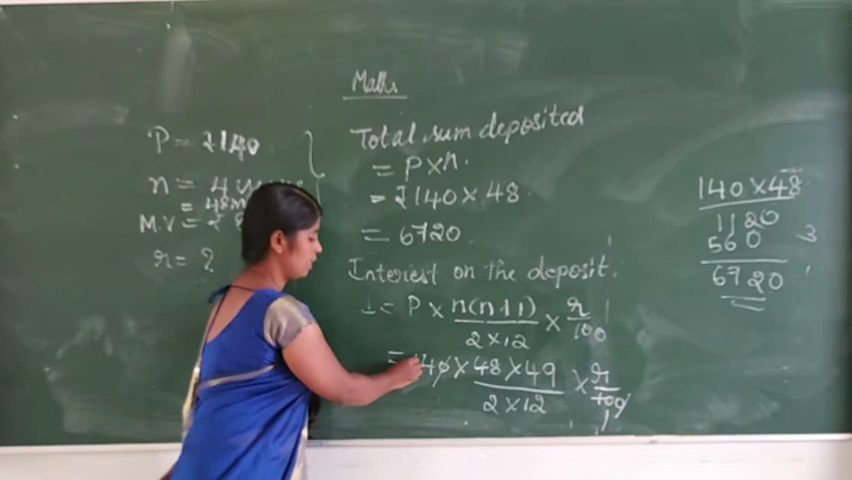 Maths
P = ₹140
n = 4
= 48
M.V = ₹
r = ?
Total sum deposited
= P × n.
= ₹140 × 48
= 6720
Interest on the deposit.
I = P × n(n+1) / 2×12 × r / 100
= 140 × 48×49 / 2×12 × r / 100
140 × 48
1120
560
6720